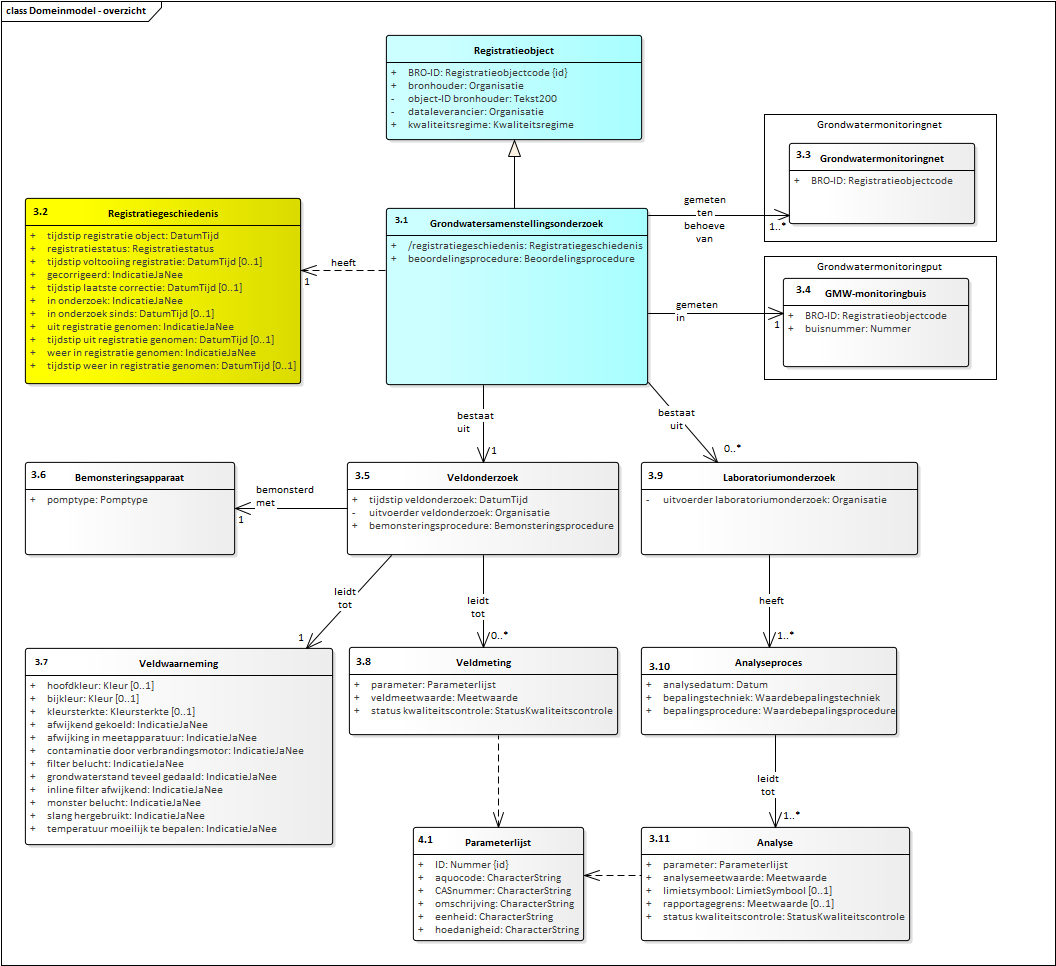 class Domeinmodel - overzicht
Registratieobject
+ BRO-ID: Registratieobjectcode {id}
+ bronhouder: Organisatie
- object-ID bronhouder: Tekst200
- dataleverancier: Organisatie
+ kwaliteitsregime: Kwaliteitsregime
Grondwatermonitoringnet
3.3 Grondwatermonitoringnet
+ BRO-ID: Registratieobjectcode
gemeten
ten
behoeve
van
1..*
3.2 Registratiegeschiedenis
+ tijdstip registratie object: DatumTijd
+ registratiestatus: Registratiestatus
+ tijdstip voltooiing registratie: DatumTijd [0..1]
+ gecorrigeerd: IndicatieJaNee
+ tijdstip laatste correctie: DatumTijd [0..1]
+ in onderzoek: IndicatieJaNee
+ in onderzoek sinds: DatumTijd [0..1]
+ uit registratie genomen: IndicatieJaNee
+ tijdstip uit registratie genomen: DatumTijd [0..1]
+ weer in registratie genomen: IndicatieJaNee
+ tijdstip weer in registratie genomen: DatumTijd [0..1]
heeft
1
3.1 Grondwatersamenstellingsonderzoek
+ /registratiegeschiedenis: Registratiegeschiedenis
+ beoordelingsprocedure: Beoordelingsprocedure
Grondwatermonitoringput
3.4 GMW-monitoringbuis
+ BRO-ID: Registratieobjectcode
+ buisnummer: Nummer
gemeten
in
1
bestaat
uit
1
bestaat
uit
0..*
3.6 Bemonsteringsapparaat
+ pomptype: Pomptype
bemonsterd
met
1
3.5 Veldonderzoek
+ tijdstip veldonderzoek: DatumTijd
- uitvoerder veldonderzoek: Organisatie
+ bemonsteringsprocedure: Bemonsteringsprocedure
3.9 Laboratoriumonderzoek
- uitvoerder laboratoriumonderzoek: Organisatie
leidt
tot
1
leidt
tot
0..*
heeft
1..*
3.7 Veldwaarneming
+ hoofdkleur: Kleur [0..1]
+ bijkleur: Kleur [0..1]
+ kleursterkte: Kleursterkte [0..1]
+ afwijkend gekoeld: IndicatieJaNee
+ afwijking in meetapparatuur: IndicatieJaNee
+ contaminatie door verbrandingsmotor: IndicatieJaNee
+ filter belucht: IndicatieJaNee
+ grondwaterstand teveel gedaald: IndicatieJaNee
+ inline filter afwijkend: IndicatieJaNee
+ monster belucht: IndicatieJaNee
+ slang hergebruikt: IndicatieJaNee
+ temperatuur moeilijk te bepalen: IndicatieJaNee
3.8 Veldmeting
+ parameter: Parameterlijst
+ veldmeetwaarde: Meetwaarde
+ status kwaliteitscontrole: StatusKwaliteitscontrole
3.10 Analyseproces
+ analysedatum: Datum
+ bepalingstechniek: Waardebepalingstechniek
+ bepalingsprocedure: Waardebepalingsprocedure
leidt
tot
1..*
4.1 Parameterlijst
+ ID: Nummer {id}
+ aquocode: CharacterString
+ CASnummer: CharacterString
+ omschrijving: CharacterString
+ eenheid: CharacterString
+ hoedanigheid: CharacterString
3.11 Analyse
+ parameter: Parameterlijst
+ analysemeetwaarde: Meetwaarde
+ limietsymbool: LimietSymbool [0..1]
+ rapportagegrens: Meetwaarde [0..1]
+ status kwaliteitscontrole: StatusKwaliteitscontrole